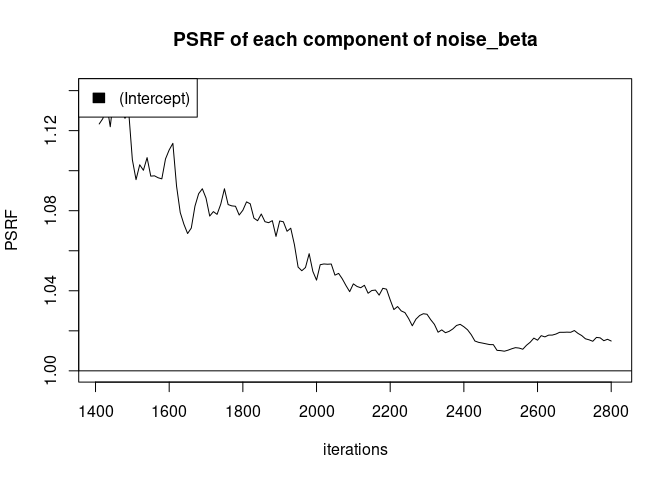 PSRF of each component of noise_beta
(Intercept)
PSRF
1.12
1.08
1.04
1.00
1400 1600 1800 2000 2200 2400 2600 2800
iterations